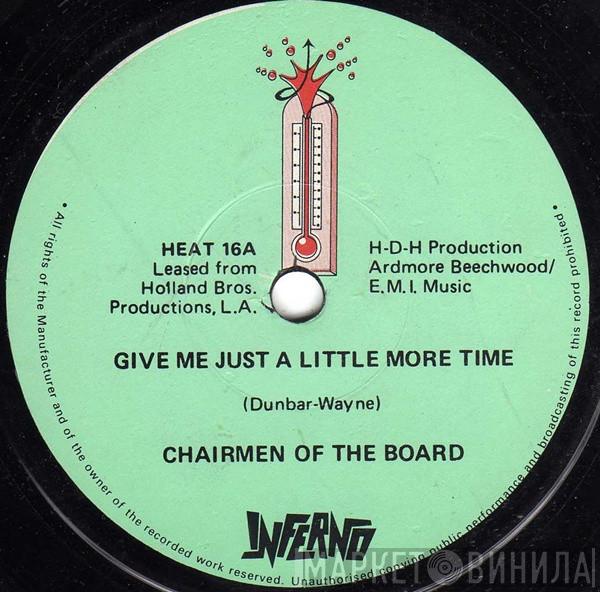 HEAT 16A
Leased from
Holland Bros.
Productions, L.A.
H-D-H Production
Ardmore Beechwood/
E.M.I. Music
GIVE ME JUST A LITTLE MORE TIME
(Dunbar-Wayne)
CHAIRMEN OF THE BOARD
INFERNO
• All rights of the Manufacturer and of the owner of the recorded work reserved. Unauthorised copying public performance and broadcasting of this record prohibited •
МАРКЕТ ВИНИЛА